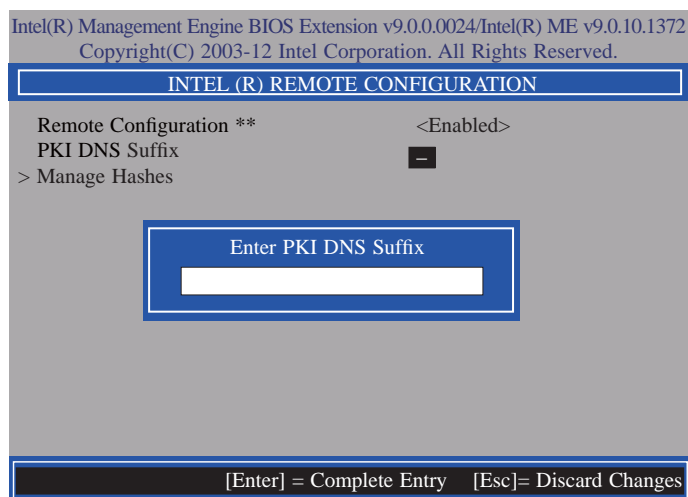 Intel(R) Management Engine BIOS Extension v9.0.0.0024/Intel(R) ME v9.0.10.1372
Copyright(C) 2003-12 Intel Corporation. All Rights Reserved.
INTEL (R) REMOTE CONFIGURATION
Remote Configuration ** <Enabled>
PKI DNS Suffix _
> Manage Hashes
Enter PKI DNS Suffix
[Enter] = Complete Entry [Esc]= Discard Changes